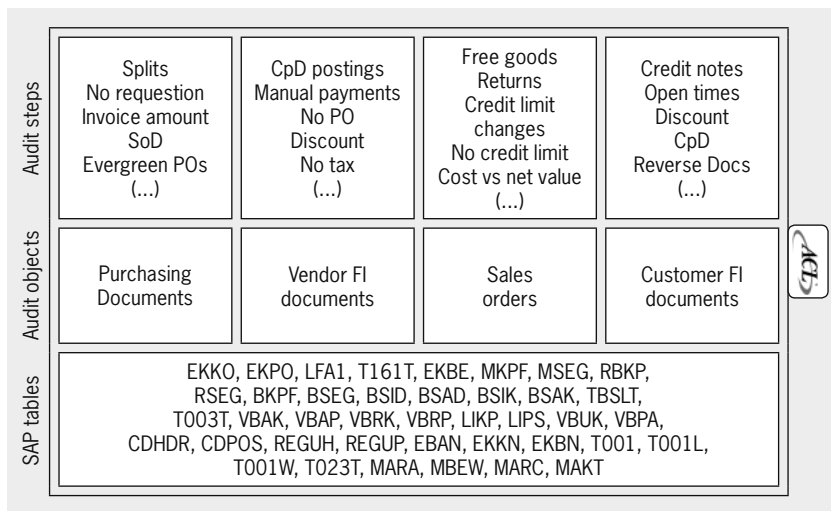 Audit steps
Splits
No requestion
Invoice amount
SoD
Evergreen POs
(...)
CpD postings
Manual payments
No PO
Discount
No tax
(...)
Free goods
Returns
Credit limit
changes
No credit limit
Cost vs net value
(...)
Credit notes
Open times
Discount
CpD
Reverse Docs
(...)
Audit objects
Purchasing
Documents
Vendor FI
documents
Sales
orders
Customer FI
documents
ACL
SAP tables
EKKO, EKPO, LFA1, T161T, EKBE, MKPF, MSEG, RBKP,
RSEG, BKPF, BSEG, BSID, BSAD, BSIK, BSAK, TBSLT,
T003T, VBAK, VBAP, VBRK, VBRP, LIKP, LIPS, VBUK, VBPA,
CDHDR, CDPOS, REGUH, REGUP, EBAN, EKKN, EKBN, T001, T001L,
T001W, T023T, MARA, MBEW, MARC, MAKT